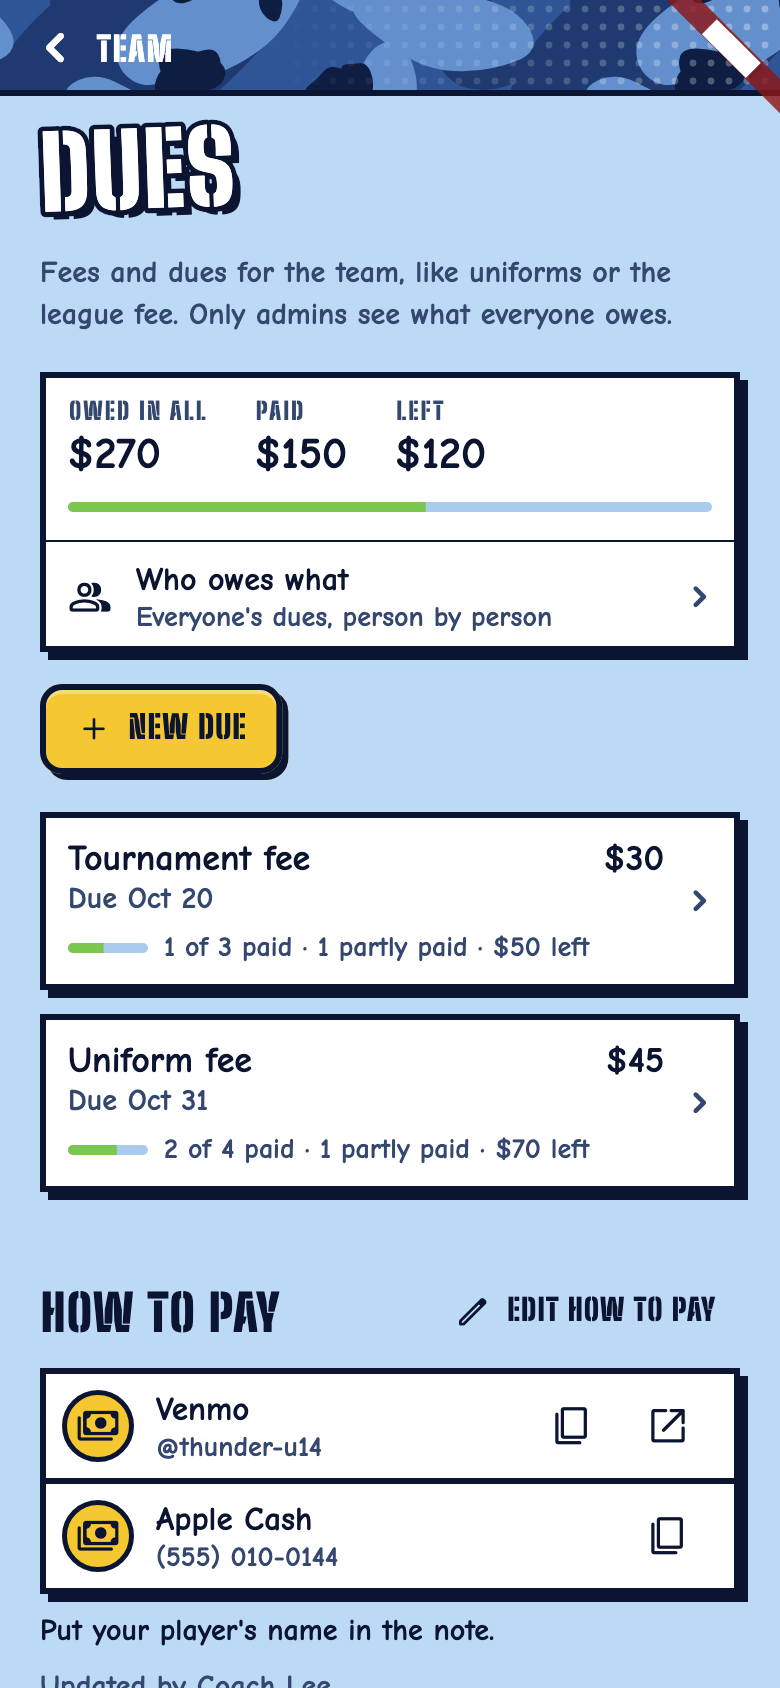 TEAM
DUES
Fees and dues for the team, like uniforms or the
league fee. Only admins see what everyone owes.
OWED IN ALL PAID LEFT
$270 $150 $120
Who owes what
Everyone's dues, person by person
+ NEW DUE
Tournament fee $30
Due Oct 20
1 of 3 paid · 1 partly paid · $50 left
Uniform fee $45
Due Oct 31
2 of 4 paid · 1 partly paid · $70 left
HOW TO PAY EDIT HOW TO PAY
Venmo
@thunder-u14
Apple Cash
(555) 010-0144
Put your player's name in the note.
Updated by Coach Lee